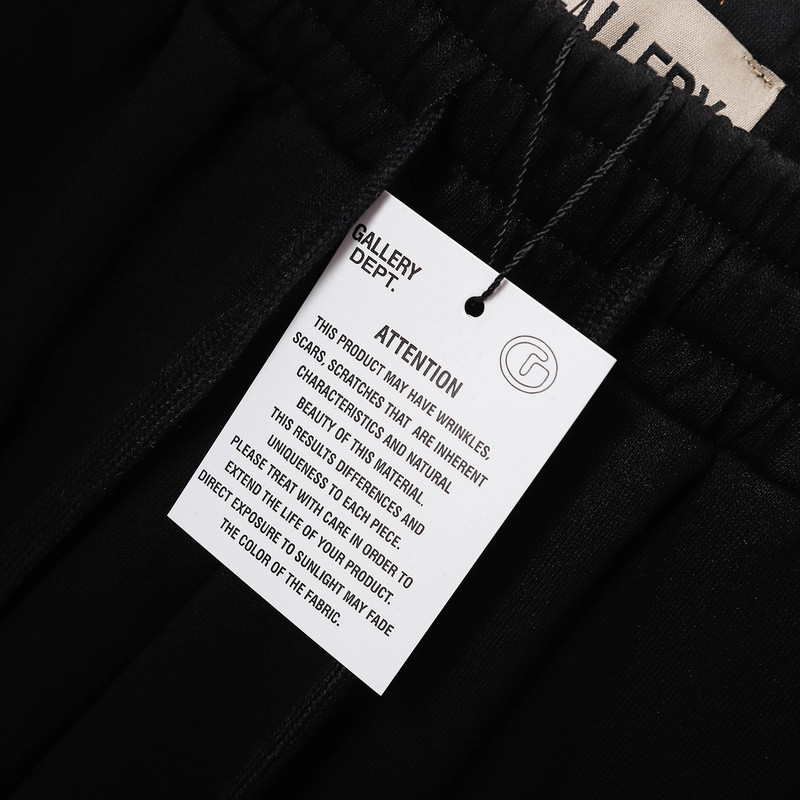 GALLERY
GALLERY
DEPT.
ATTENTION
THIS PRODUCT MAY HAVE WRINKLES,
SCARS, SCRATCHES THAT ARE INHERENT
CHARACTERISTICS AND NATURAL
BEAUTY OF THIS MATERIAL.
THIS RESULTS DIFFERENCES AND
UNIQUENESS TO EACH PIECE.
PLEASE TREAT WITH CARE IN ORDER TO
EXTEND THE LIFE OF YOUR PRODUCT.
DIRECT EXPOSURE TO SUNLIGHT MAY FADE
THE COLOR OF THE FABRIC.